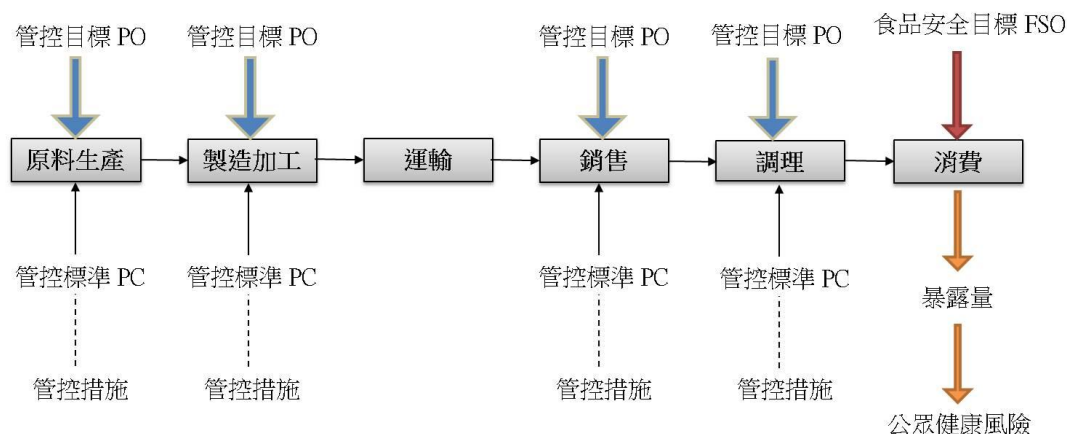 管控目標 PO
管控目標 PO
管控目標 PO
管控目標 PO
食品安全目標 FSO
原料生產
製造加工
運輸
銷售
調理
消費
管控標準 PC
管控標準 PC
管控標準 PC
管控標準 PC
暴露量
管控措施
管控措施
管控措施
管控措施
公眾健康風險